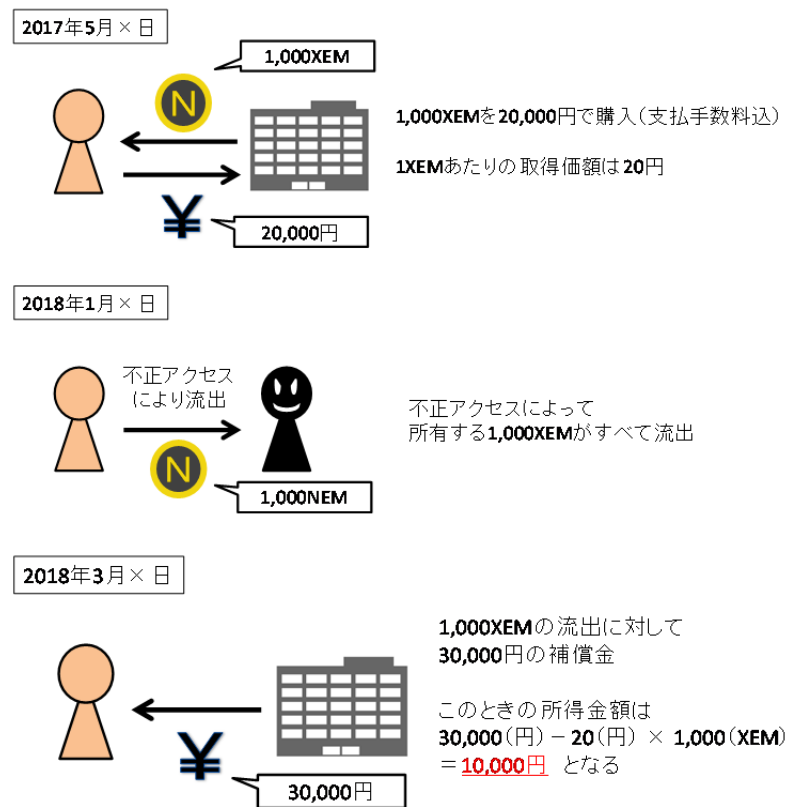 2017年5月×日
1,000XEM
N
1,000XEMを20,000円で購入(支払手数料込)
1XEMあたりの取得価額は20円
¥
20,000円
2018年1月×日
不正アクセス
により流出
不正アクセスによって
所有する1,000XEMがすべて流出
N
1,000NEM
2018年3月×日
1,000XEMの流出に対して
30,000円の補償金
このときの所得金額は
30,000(円)-20(円)×1,000(XEM)
=10,000円 となる
¥
30,000円